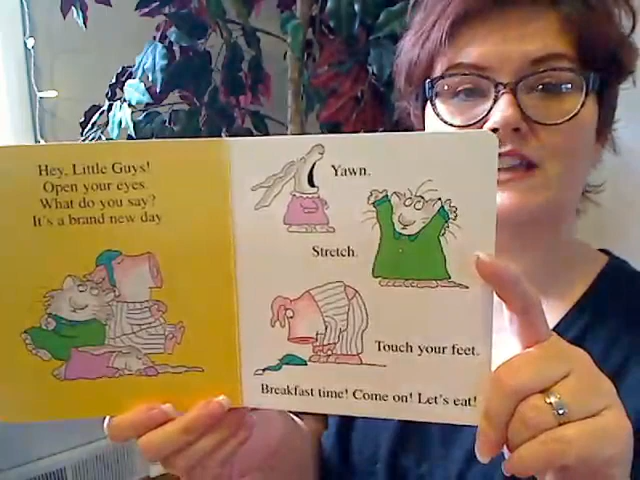 Hey, Little Guys!
Open your eyes.
What do you say?
It's a brand new day
Yawn.
Stretch.
Touch your feet.
Breakfast time! Come on! Let's eat!